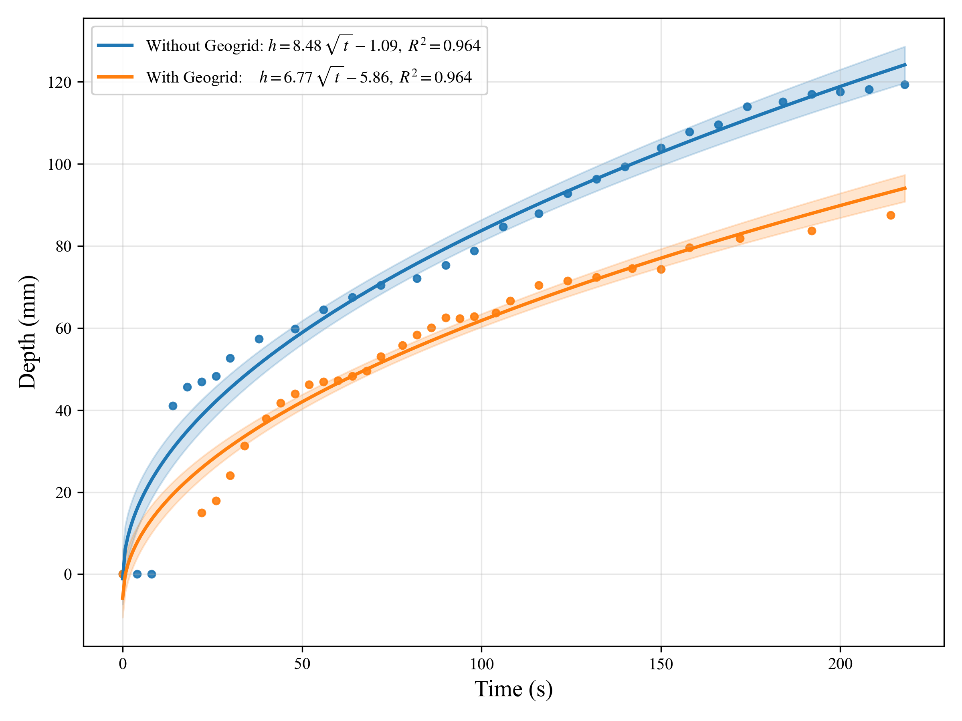 Without Geogrid: h = 8.48 √t − 1.09, R² = 0.964
With Geogrid: h = 6.77 √t − 5.86, R² = 0.964
120
100
80
60
40
20
0
Depth (mm)
0 50 100 150 200
Time (s)